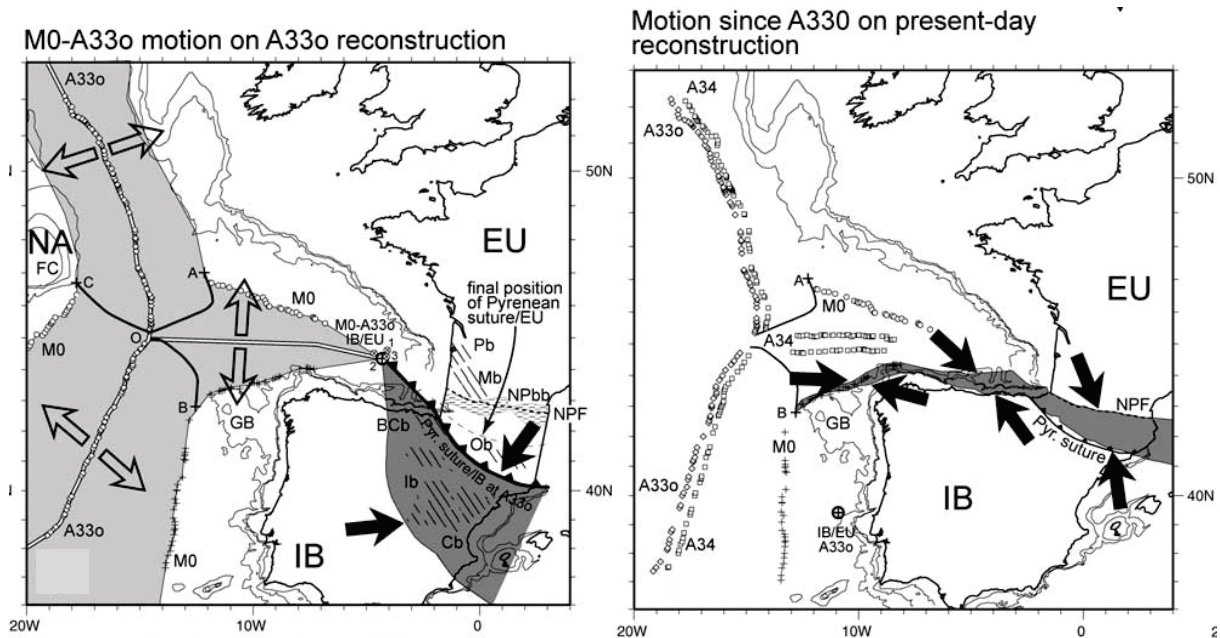 M0-A33o motion on A33o reconstruction
A33o
NA
FC
C
A
M0
O
M0
B
GB
A33o
M0
IB
EU
M0-A33o
IB/EU
1
2
3
final position
of Pyrenean
suture/EU
Pb
Mb
NPbb
NPF
Ob
BCb
Pyr. suture/IB at A33o
Ib
Cb
50N
40N
20W
10W
0
Motion since A330 on present-day
reconstruction
A34
A33o
A
M0
A34
B
M0
GB
A33o
A34
IB/EU
A33o
IB
EU
NPF
Pyr. suture
50N
40N
20W
10W
0
2